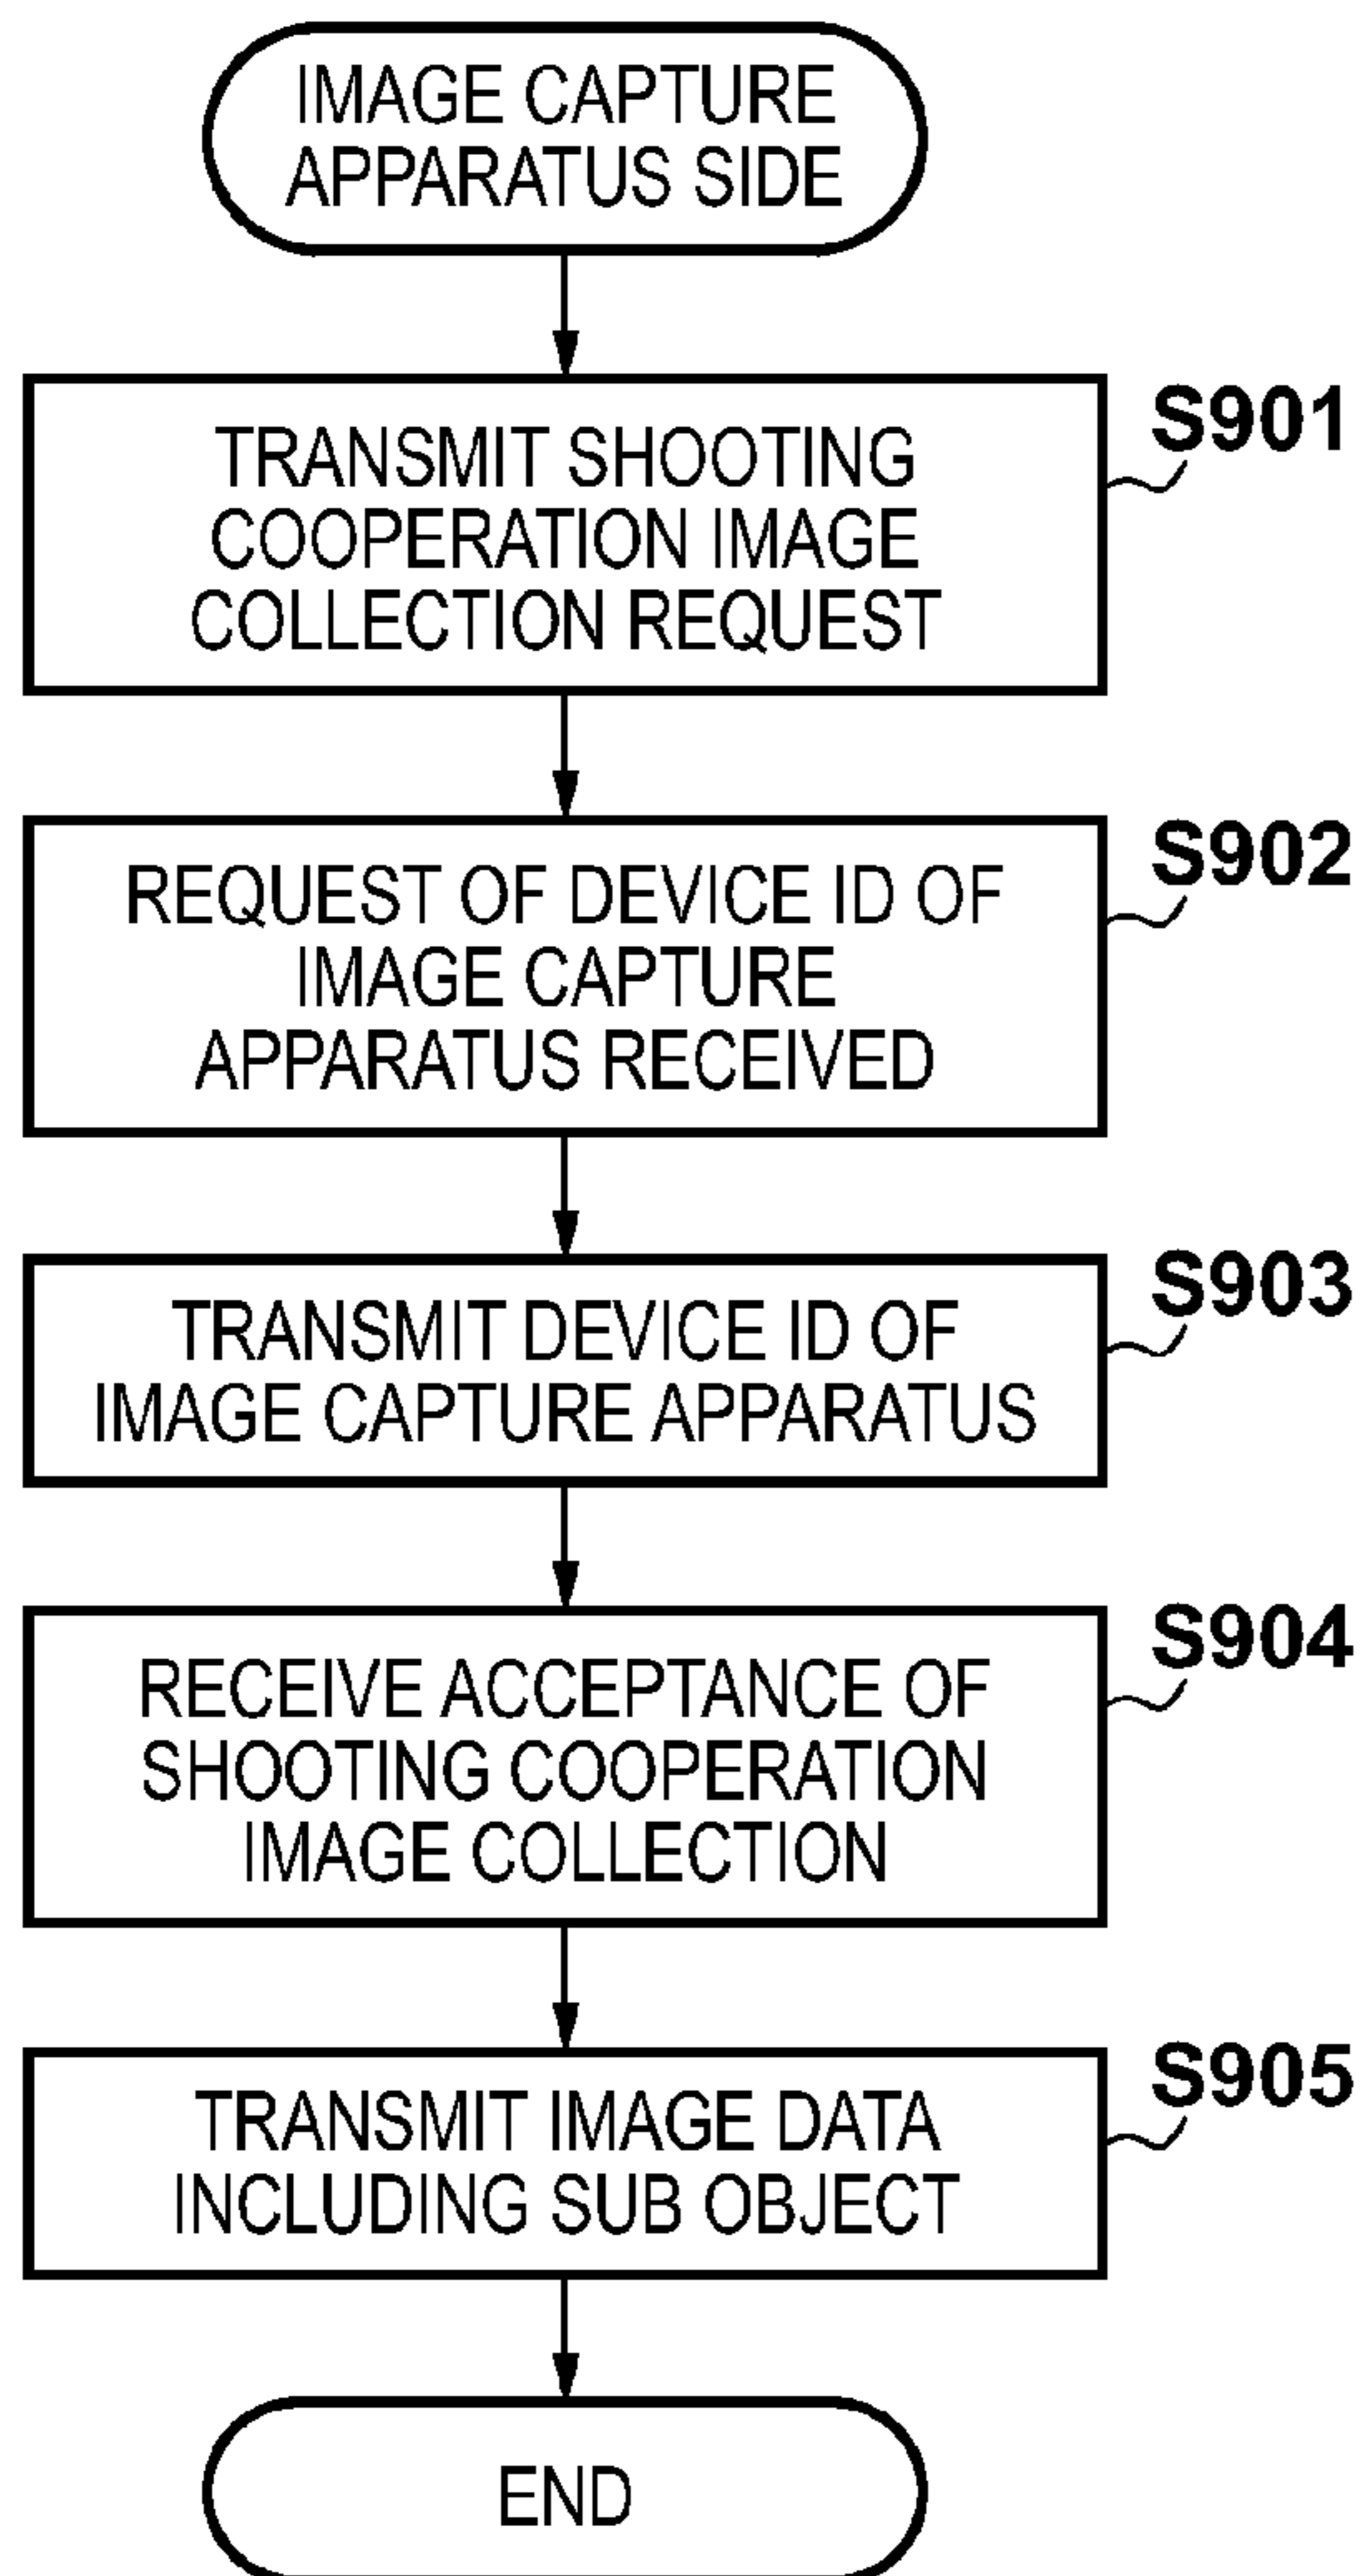 IMAGE CAPTURE
APPARATUS SIDE
TRANSMIT SHOOTING
COOPERATION IMAGE
COLLECTION REQUEST
S901
REQUEST OF DEVICE ID OF
IMAGE CAPTURE
APPARATUS RECEIVED
S902
TRANSMIT DEVICE ID OF
IMAGE CAPTURE APPARATUS
S903
RECEIVE ACCEPTANCE OF
SHOOTING COOPERATION
IMAGE COLLECTION
S904
TRANSMIT IMAGE DATA
INCLUDING SUB OBJECT
S905
END